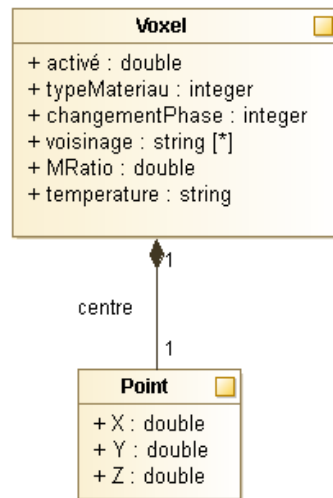 Voxel
+ activé : double
+ typeMateriau : integer
+ changementPhase : integer
+ voisinage : string [*]
+ MRatio : double
+ temperature : string
1
centre
1
Point
+ X : double
+ Y : double
+ Z : double